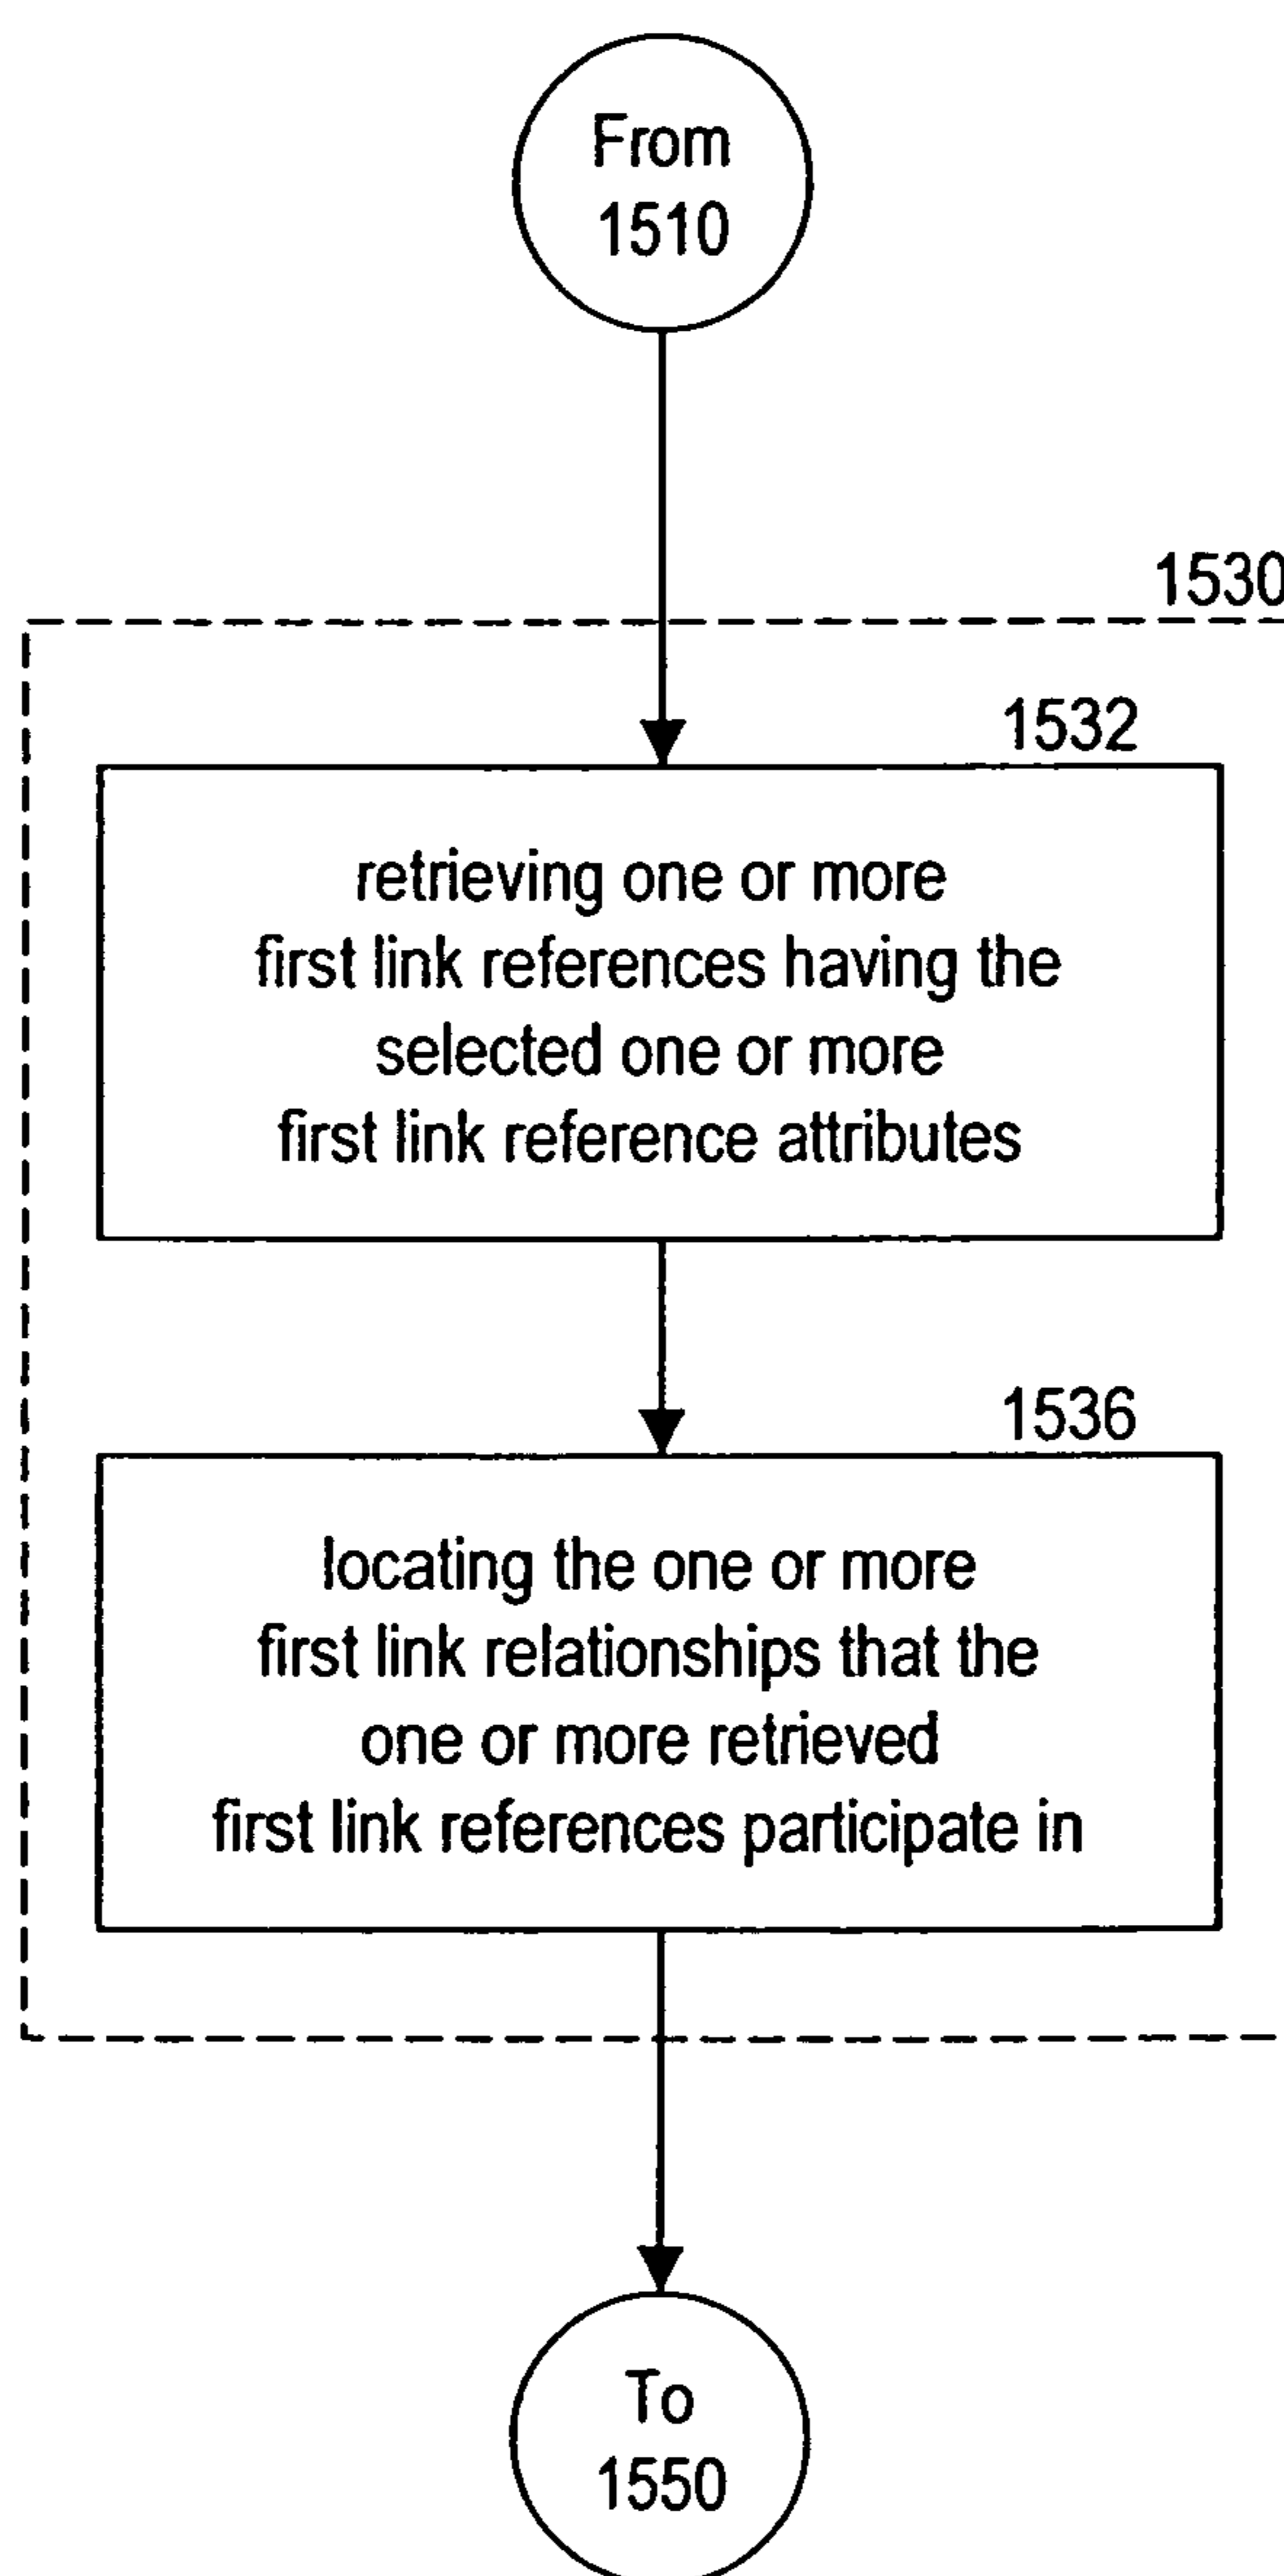 From
1510
1530
1532
retrieving one or more
first link references having the
selected one or more
first link reference attributes
1536
locating the one or more
first link relationships that the
one or more retrieved
first link references participate in
To
1550